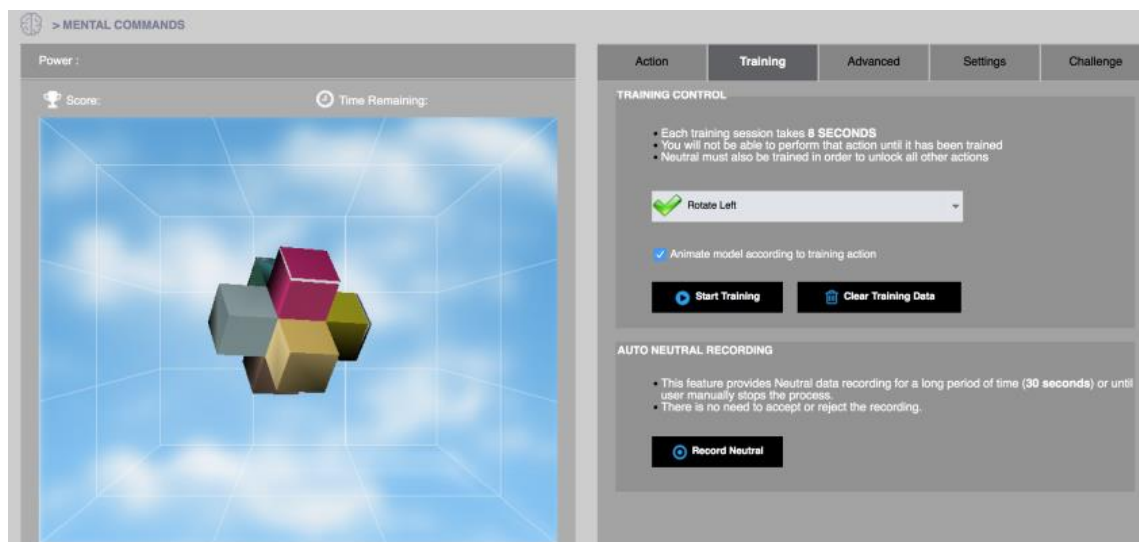 > MENTAL COMMANDS
Power :
Score:
Time Remaining:
Action
Training
Advanced
Settings
Challenge
TRAINING CONTROL
• Each training session takes 8 SECONDS
• You will not be able to perform that action until it has been trained
• Neutral must also be trained in order to unlock all other actions
Rotate Left
Animate model according to training action
Start Training
Clear Training Data
AUTO NEUTRAL RECORDING
• This feature provides Neutral data recording for a long period of time (30 seconds) or until
user manually stops the process.
• There is no need to accept or reject the recording.
Record Neutral